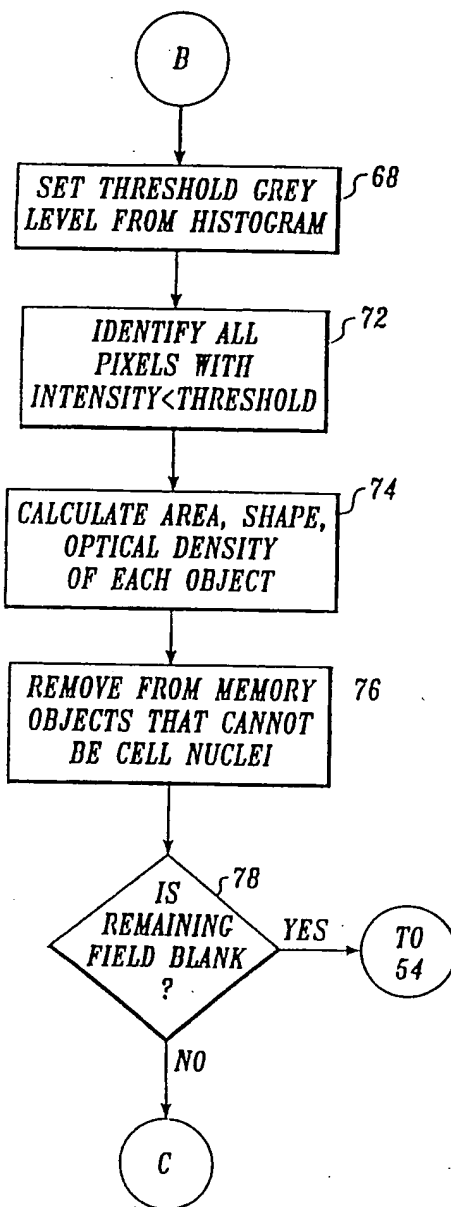 B
SET THRESHOLD GREY
LEVEL FROM HISTOGRAM
68
IDENTIFY ALL
PIXELS WITH
INTENSITY<THRESHOLD
72
CALCULATE AREA, SHAPE,
OPTICAL DENSITY
OF EACH OBJECT
74
REMOVE FROM MEMORY
OBJECTS THAT CANNOT
BE CELL NUCLEI
76
IS
REMAINING
FIELD BLANK
?
78
YES
TO
54
NO
C